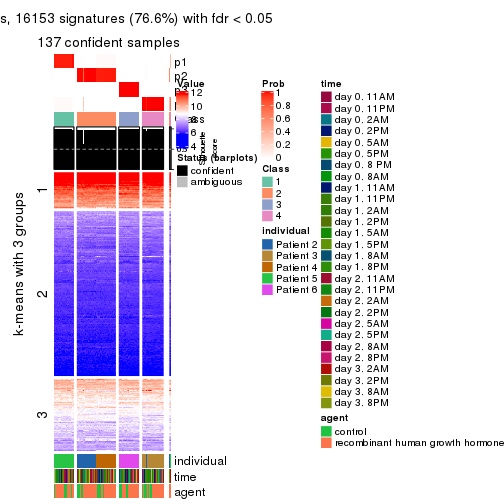 s, 16153 signatures (76.6%) with fdr < 0.05
137 confident samples
p1
p2
p3
Value
12
10
8
6
4
Silhouette
score
Status (barplots)
confident
ambiguous
Prob
1
0.8
0.6
0.4
0.2
0
Class
1
2
3
4
individual
Patient 2
Patient 3
Patient 4
Patient 5
Patient 6
time
day 0. 11AM
day 0. 11PM
day 0. 2AM
day 0. 2PM
day 0. 5AM
day 0. 5PM
day 0. 8 PM
day 0. 8AM
day 1. 11AM
day 1. 11PM
day 1. 2AM
day 1. 2PM
day 1. 5AM
day 1. 5PM
day 1. 8AM
day 1. 8PM
day 2. 11AM
day 2. 11PM
day 2. 2AM
day 2. 2PM
day 2. 5AM
day 2. 5PM
day 2. 8AM
day 2. 8PM
day 3. 2AM
day 3. 2PM
day 3. 8AM
day 3. 8PM
agent
control
recombinant human growth hormone
k-means with 3 groups
1
2
3
individual
time
agent